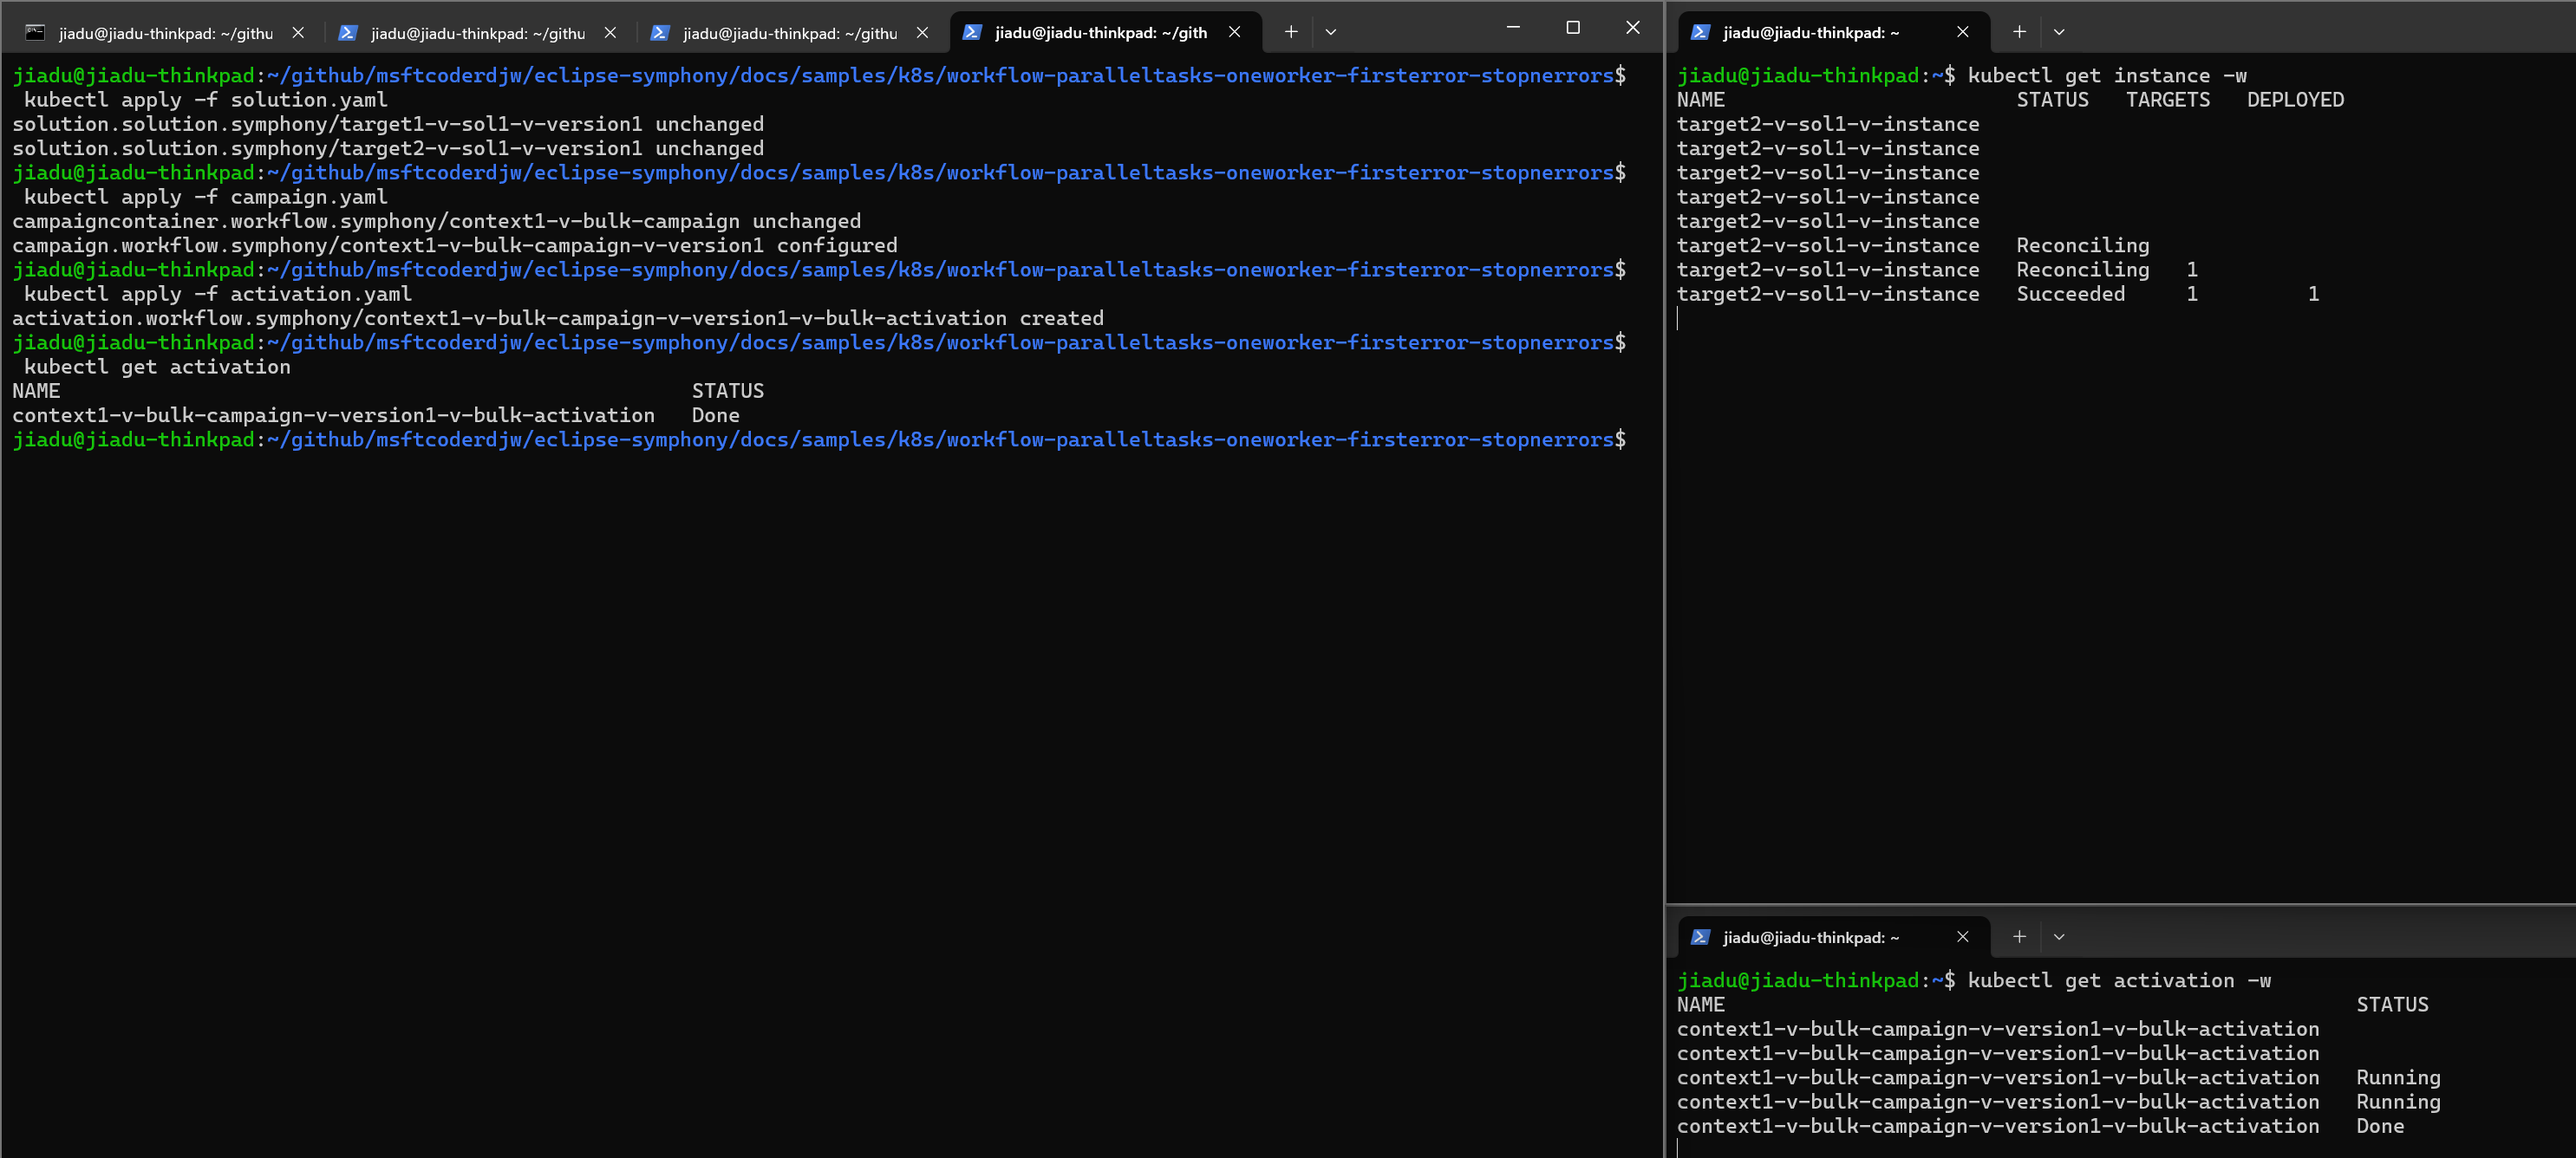 jiadu@jiadu-thinkpad: ~/githu
jiadu@jiadu-thinkpad: ~/githu
jiadu@jiadu-thinkpad: ~/githu
jiadu@jiadu-thinkpad: ~/gith
jiadu@jiadu-thinkpad:~/github/msftcoderdjw/eclipse-symphony/docs/samples/k8s/workflow-paralleltasks-oneworker-firsterror-stopnerrors$
kubectl apply -f solution.yaml
solution.solution.symphony/target1-v-sol1-v-version1 unchanged
solution.solution.symphony/target2-v-sol1-v-version1 unchanged
jiadu@jiadu-thinkpad:~/github/msftcoderdjw/eclipse-symphony/docs/samples/k8s/workflow-paralleltasks-oneworker-firsterror-stopnerrors$
kubectl apply -f campaign.yaml
campaigncontainer.workflow.symphony/context1-v-bulk-campaign unchanged
campaign.workflow.symphony/context1-v-bulk-campaign-v-version1 configured
jiadu@jiadu-thinkpad:~/github/msftcoderdjw/eclipse-symphony/docs/samples/k8s/workflow-paralleltasks-oneworker-firsterror-stopnerrors$
kubectl apply -f activation.yaml
activation.workflow.symphony/context1-v-bulk-campaign-v-version1-v-bulk-activation created
jiadu@jiadu-thinkpad:~/github/msftcoderdjw/eclipse-symphony/docs/samples/k8s/workflow-paralleltasks-oneworker-firsterror-stopnerrors$
kubectl get activation
NAME STATUS
context1-v-bulk-campaign-v-version1-v-bulk-activation Done
jiadu@jiadu-thinkpad:~/github/msftcoderdjw/eclipse-symphony/docs/samples/k8s/workflow-paralleltasks-oneworker-firsterror-stopnerrors$
jiadu@jiadu-thinkpad: ~
jiadu@jiadu-thinkpad:~$ kubectl get instance -w
NAME STATUS TARGETS DEPLOYED
target2-v-sol1-v-instance
target2-v-sol1-v-instance
target2-v-sol1-v-instance
target2-v-sol1-v-instance
target2-v-sol1-v-instance
target2-v-sol1-v-instance Reconciling
target2-v-sol1-v-instance Reconciling 1
target2-v-sol1-v-instance Succeeded 1 1
jiadu@jiadu-thinkpad: ~
jiadu@jiadu-thinkpad:~$ kubectl get activation -w
NAME STATUS
context1-v-bulk-campaign-v-version1-v-bulk-activation
context1-v-bulk-campaign-v-version1-v-bulk-activation
context1-v-bulk-campaign-v-version1-v-bulk-activation Running
context1-v-bulk-campaign-v-version1-v-bulk-activation Running
context1-v-bulk-campaign-v-version1-v-bulk-activation Done